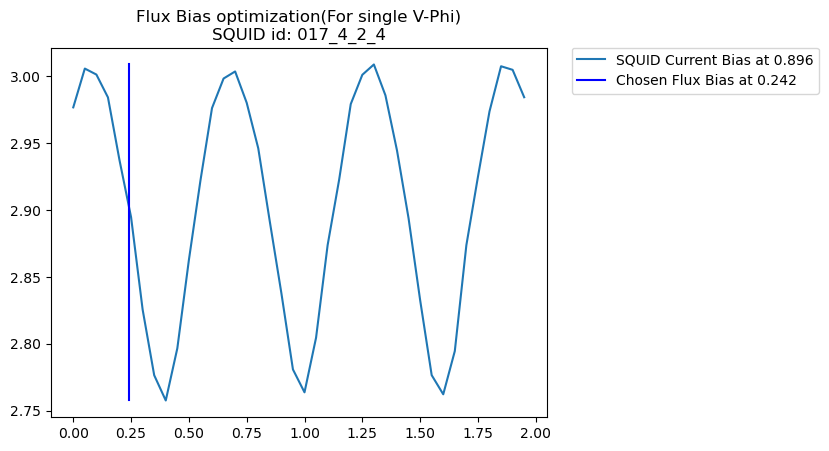 Flux Bias optimization(For single V-Phi)
SQUID id: 017_4_2_4
SQUID Current Bias at 0.896
Chosen Flux Bias at 0.242
3.00
2.95
2.90
2.85
2.80
2.75
0.00 0.25 0.50 0.75 1.00 1.25 1.50 1.75 2.00